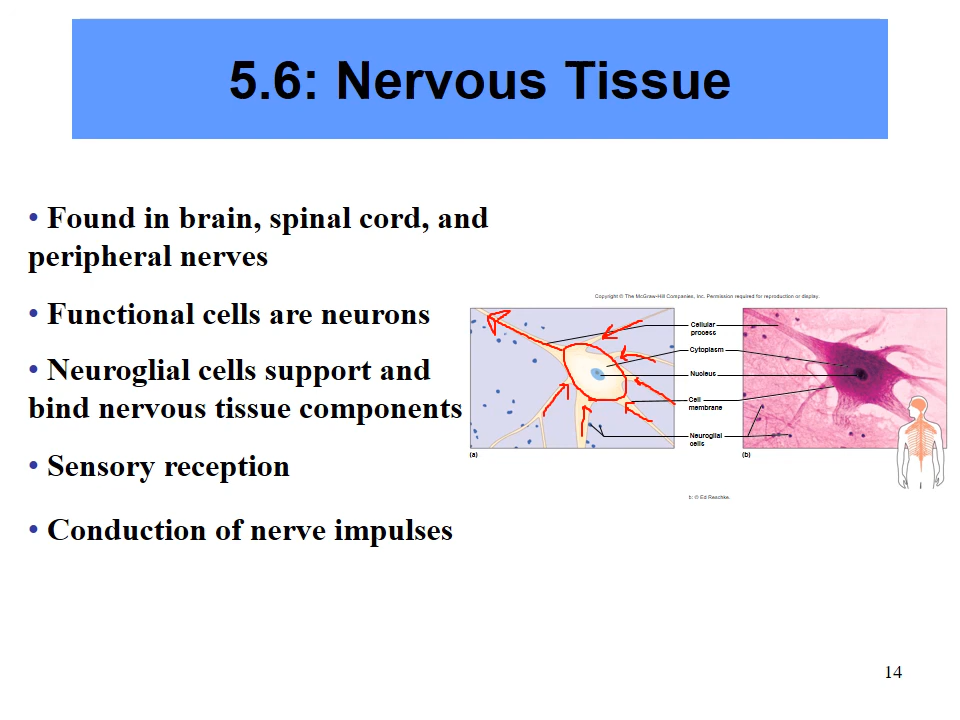 5.6: Nervous Tissue
• Found in brain, spinal cord, and
peripheral nerves
• Functional cells are neurons
• Neuroglial cells support and
bind nervous tissue components
• Sensory reception
• Conduction of nerve impulses
Copyright © The McGraw-Hill Companies, Inc. Permission required for reproduction or display.
Cellular
process
Cytoplasm
Nucleus
Cell
membrane
Neuroglial
cells
(a)
(b)
b: © Ed Reschke
14